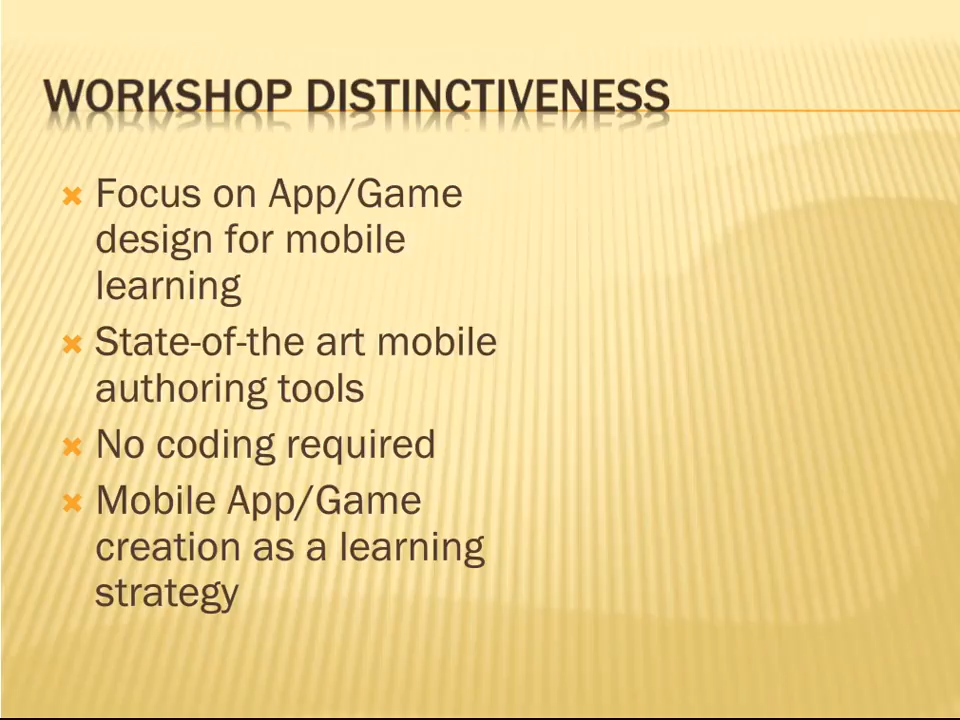 WORKSHOP DISTINCTIVENESS
Focus on App/Game
design for mobile
learning
State-of-the art mobile
authoring tools
No coding required
Mobile App/Game
creation as a learning
strategy